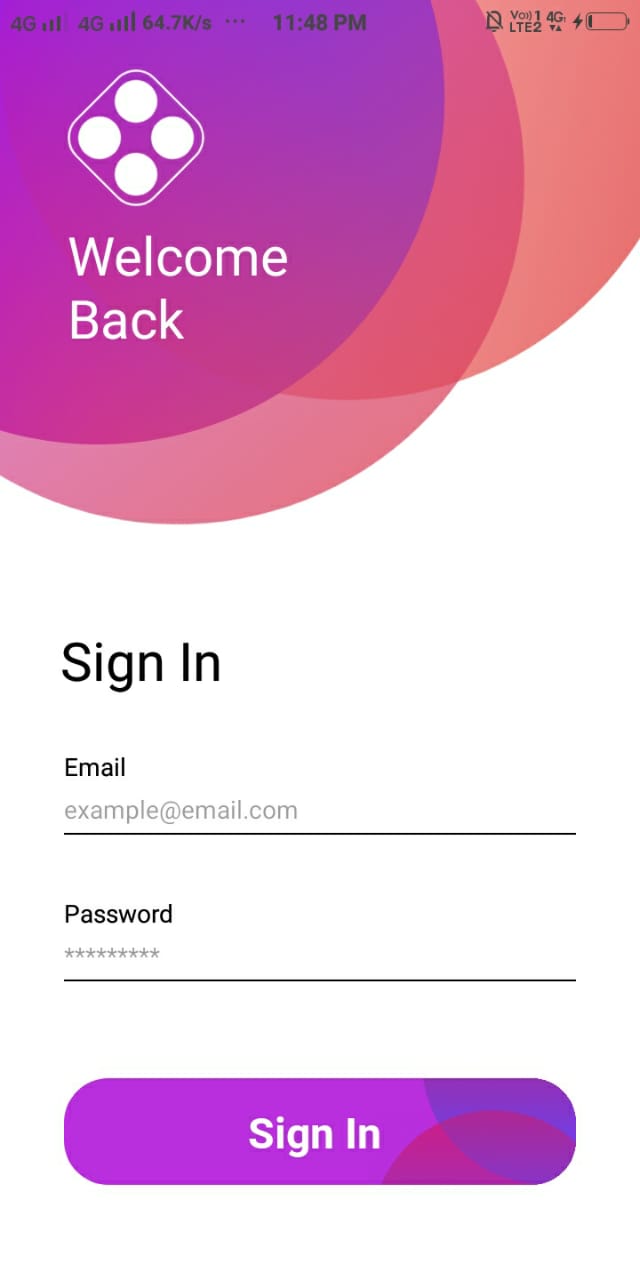 4G 4G 64.7K/s ... 11:48 PM Vo)) 1 LTE2 4G
Welcome
Back
Sign In
Email
example@email.com
Password
*********
Sign In